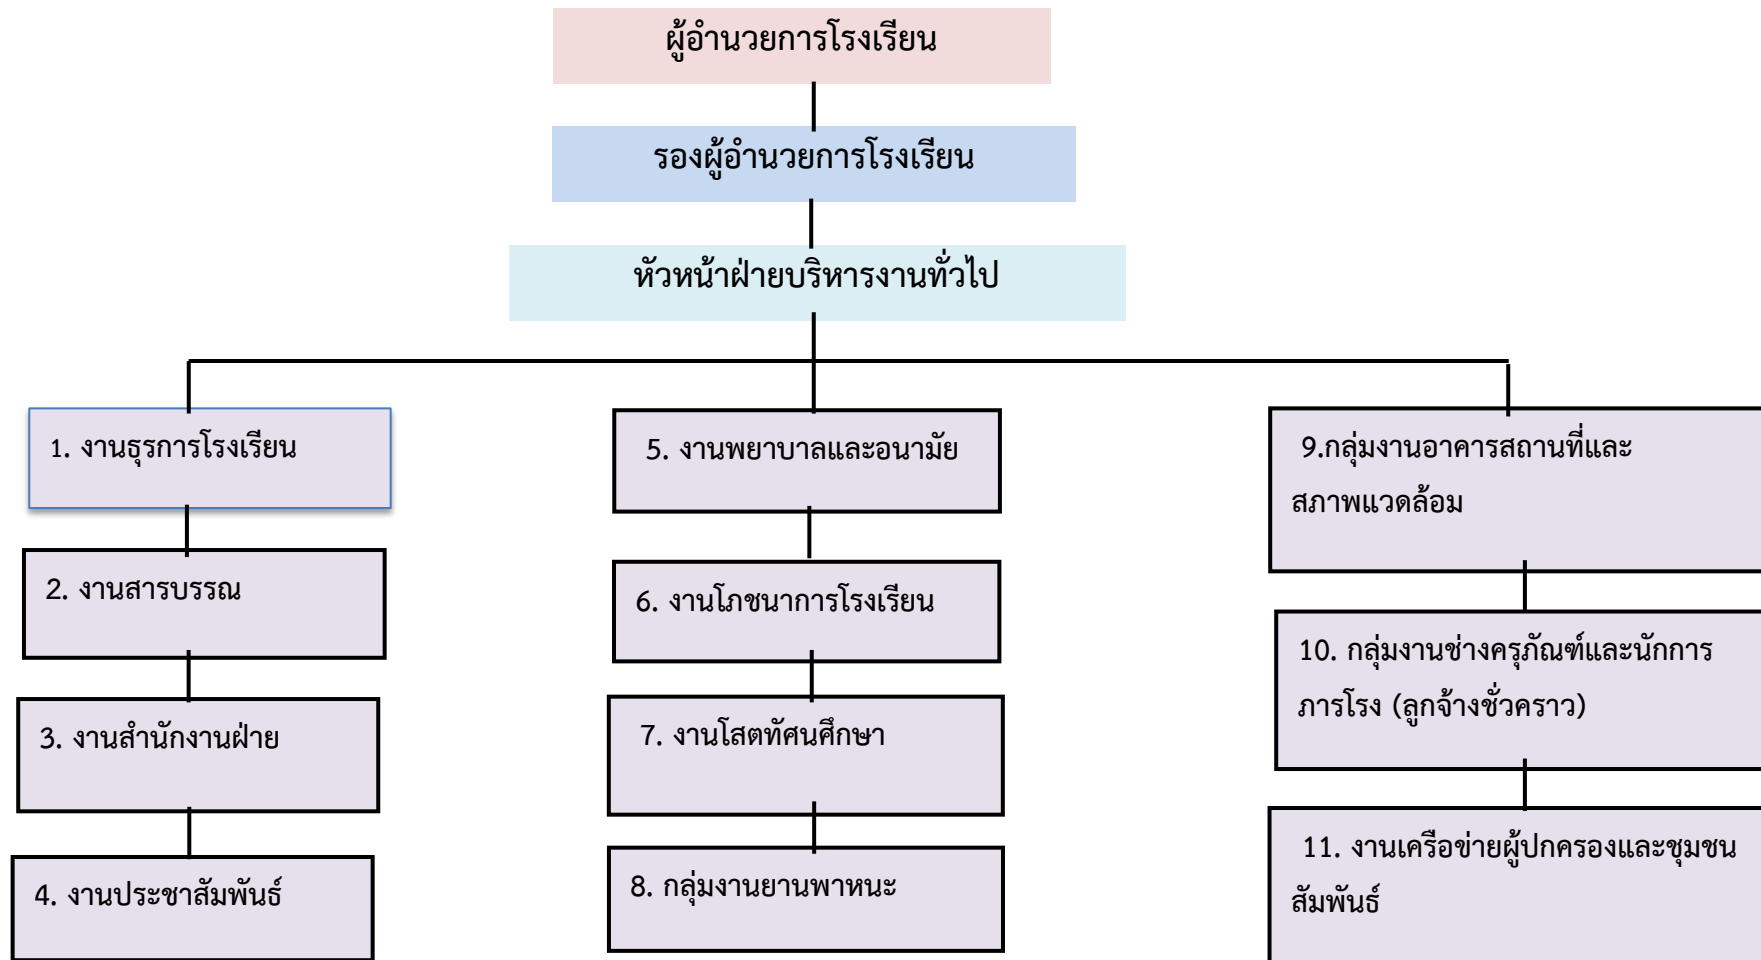 ผู้อำนวยการโรงเรียน
รองผู้อำนวยการโรงเรียน
หัวหน้าฝ่ายบริหารงานทั่วไป
1. งานธุรการโรงเรียน
2. งานสารบรรณ
3. งานสำนักงานฝ่าย
4. งานประชาสัมพันธ์
5. งานพยาบาลและอนามัย
6. งานโภชนาการโรงเรียน
7. งานโสตทัศนศึกษา
8. กลุ่มงานยานพาหนะ
9.กลุ่มงานอาคารสถานที่และ
สภาพแวดล้อม
10. กลุ่มงานช่างครุภัณฑ์และนักการ
ภารโรง (ลูกจ้างชั่วคราว)
11. งานเครือข่ายผู้ปกครองและชุมชน
สัมพันธ์